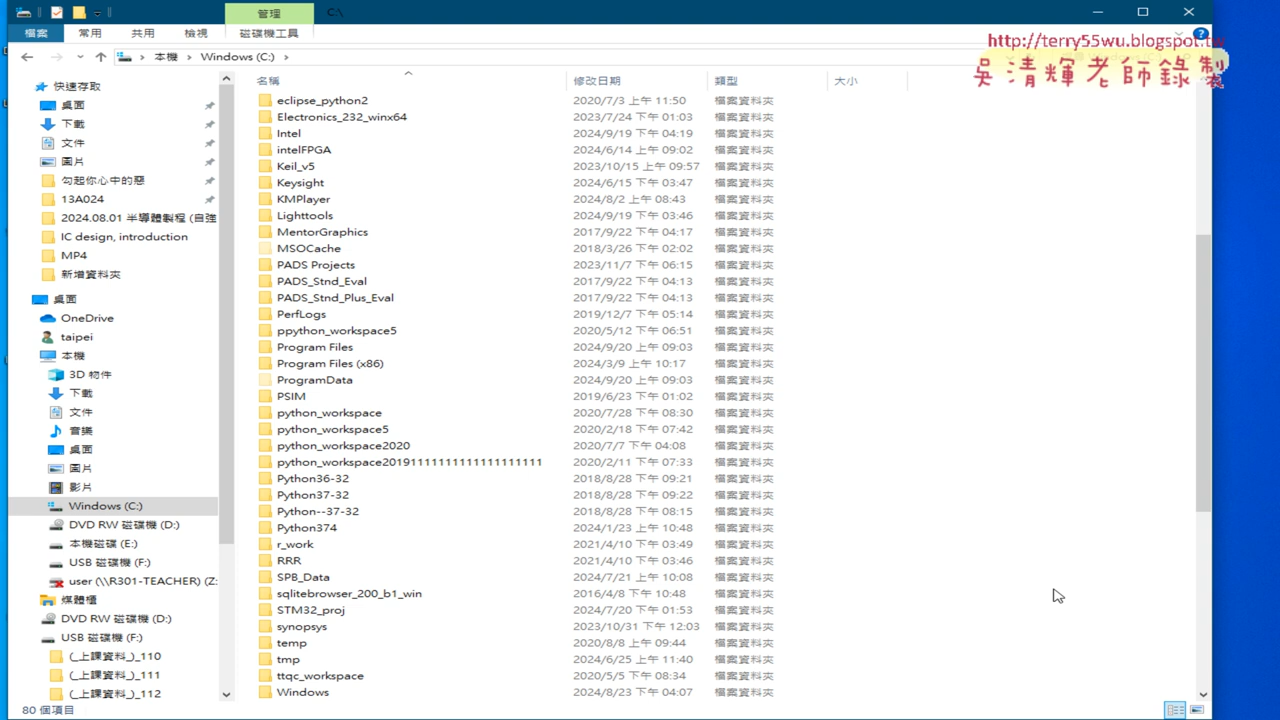 管理
C:\
檔案
常用
共用
檢視
磁碟機工具
http://terry55wu.blogspot.tw
吳清輝老師錄製
本機 › Windows (C:) ›
名稱
修改日期
類型
大小
快速存取
桌面
下載
文件
圖片
勾起你心中的惡
13A024
2024.08.01 半導體製程 (自強
IC design, introduction
MP4
新增資料夾
桌面
OneDrive
taipei
本機
3D 物件
下載
文件
音樂
桌面
圖片
影片
Windows (C:)
DVD RW 磁碟機 (D:)
本機磁碟 (E:)
USB 磁碟機 (F:)
user (\\R301-TEACHER) (Z:
媒體櫃
DVD RW 磁碟機 (D:)
USB 磁碟機 (F:)
(_上課資料_)_110
(_上課資料_)_111
(_上課資料_)_112
eclipse_python2 2020/7/3 上午 11:50 檔案資料夾
Electronics_232_winx64 2023/7/24 下午 01:03 檔案資料夾
Intel 2024/9/19 下午 04:19 檔案資料夾
intelFPGA 2024/6/14 上午 09:02 檔案資料夾
Keil_v5 2023/10/15 上午 09:57 檔案資料夾
Keysight 2024/6/15 下午 03:47 檔案資料夾
KMPlayer 2024/8/2 上午 08:43 檔案資料夾
Lighttools 2024/9/19 下午 03:46 檔案資料夾
MentorGraphics 2017/9/22 下午 04:17 檔案資料夾
MSOCache 2018/3/26 下午 02:02 檔案資料夾
PADS Projects 2023/11/7 下午 06:15 檔案資料夾
PADS_Stnd_Eval 2017/9/22 下午 04:13 檔案資料夾
PADS_Stnd_Plus_Eval 2017/9/22 下午 04:13 檔案資料夾
PerfLogs 2019/12/7 下午 05:14 檔案資料夾
ppython_workspace5 2020/5/12 下午 06:51 檔案資料夾
Program Files 2024/9/20 上午 09:03 檔案資料夾
Program Files (x86) 2024/3/9 上午 10:17 檔案資料夾
ProgramData 2024/9/20 上午 09:03 檔案資料夾
PSIM 2019/6/23 下午 01:02 檔案資料夾
python_workspace 2020/7/28 下午 08:30 檔案資料夾
python_workspace5 2020/2/18 下午 07:42 檔案資料夾
python_workspace2020 2020/7/7 下午 04:08 檔案資料夾
python_workspace20191111111111111111111 2020/2/11 下午 07:33 檔案資料夾
Python36-32 2018/8/28 下午 09:21 檔案資料夾
Python37-32 2018/8/28 下午 09:22 檔案資料夾
Python--37-32 2018/8/28 下午 08:15 檔案資料夾
Python374 2024/1/23 上午 10:48 檔案資料夾
r_work 2021/4/10 下午 03:49 檔案資料夾
RRR 2021/4/10 下午 03:46 檔案資料夾
SPB_Data 2024/7/21 上午 10:08 檔案資料夾
sqlitebrowser_200_b1_win 2016/4/8 下午 10:48 檔案資料夾
STM32_proj 2024/7/20 下午 01:53 檔案資料夾
synopsys 2023/10/31 下午 12:03 檔案資料夾
temp 2020/8/8 上午 09:44 檔案資料夾
tmp 2024/6/25 上午 11:40 檔案資料夾
ttqc_workspace 2020/5/5 下午 08:34 檔案資料夾
Windows 2024/8/23 下午 04:07 檔案資料夾
80 個項目